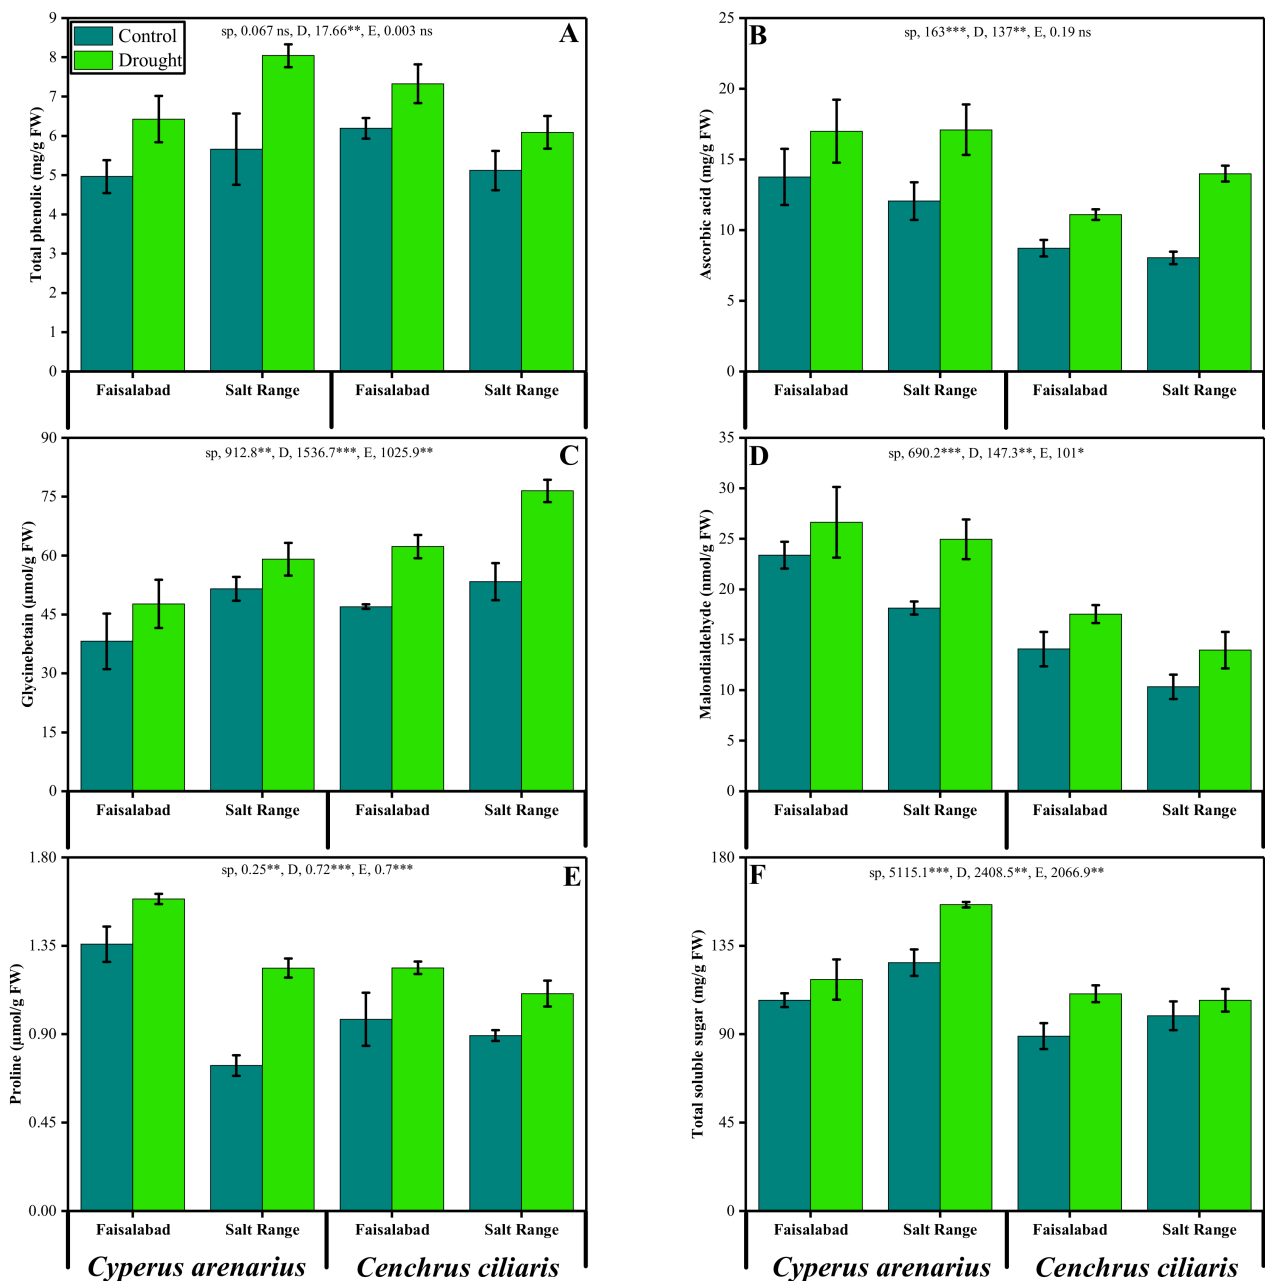 Control
Drought
sp, 0.067 ns, D, 17.66**, E, 0.003 ns
A
Total phenolic (mg/g FW)
9
8
7
6
5
4
3
2
1
0
Faisalabad
Salt Range
Faisalabad
Salt Range
B
sp, 163***, D, 137**, E, 0.19 ns
Ascorbic acid (mg/g FW)
25
20
15
10
5
0
Faisalabad
Salt Range
Faisalabad
Salt Range
sp, 912.8**, D, 1536.7***, E, 1025.9**
C
Glycinebetain (µmol/g FW)
90
75
60
45
30
15
0
Faisalabad
Salt Range
Faisalabad
Salt Range
D
sp, 690.2***, D, 147.3**, E, 101*
Malondialdehyde (nmol/g FW)
35
30
25
20
15
10
5
0
Faisalabad
Salt Range
Faisalabad
Salt Range
sp, 0.25**, D, 0.72***, E, 0.7***
E
Proline (µmol/g FW)
1.80
1.35
0.90
0.45
0.00
Faisalabad
Salt Range
Faisalabad
Salt Range
Cyperus arenarius
Cenchrus ciliaris
F
sp, 5115.1***, D, 2408.5**, E, 2066.9**
Total soluble sugar (mg/g FW)
180
135
90
45
0
Faisalabad
Salt Range
Faisalabad
Salt Range
Cyperus arenarius
Cenchrus ciliaris